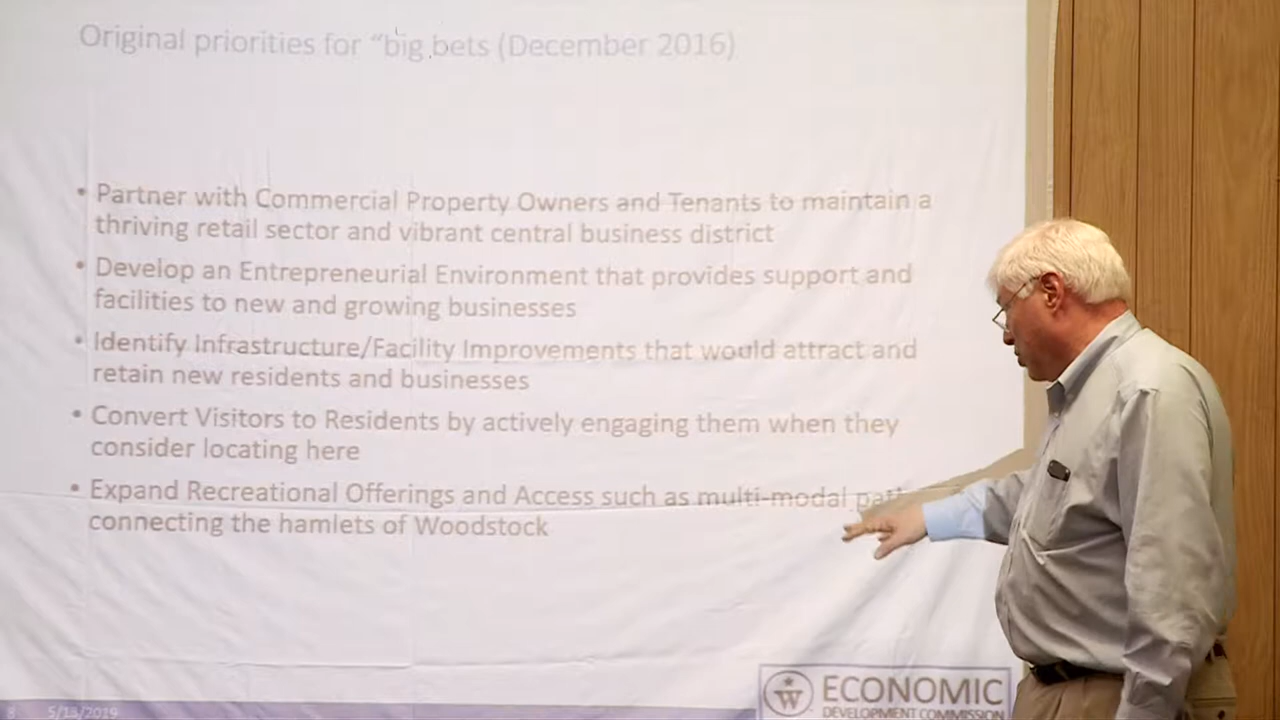 Original priorities for “big bets (December 2016)
• Partner with Commercial Property Owners and Tenants to maintain a
thriving retail sector and vibrant central business district
• Develop an Entrepreneurial Environment that provides support and
facilities to new and growing businesses
• Identify Infrastructure/Facility Improvements that would attract and
retain new residents and businesses
• Convert Visitors to Residents by actively engaging them when they
consider locating here
• Expand Recreational Offerings and Access such as multi-modal
connecting the hamlets of Woodstock
8 5/13/2019
W ECONOMIC
DEVELOPMENT COMMISSION